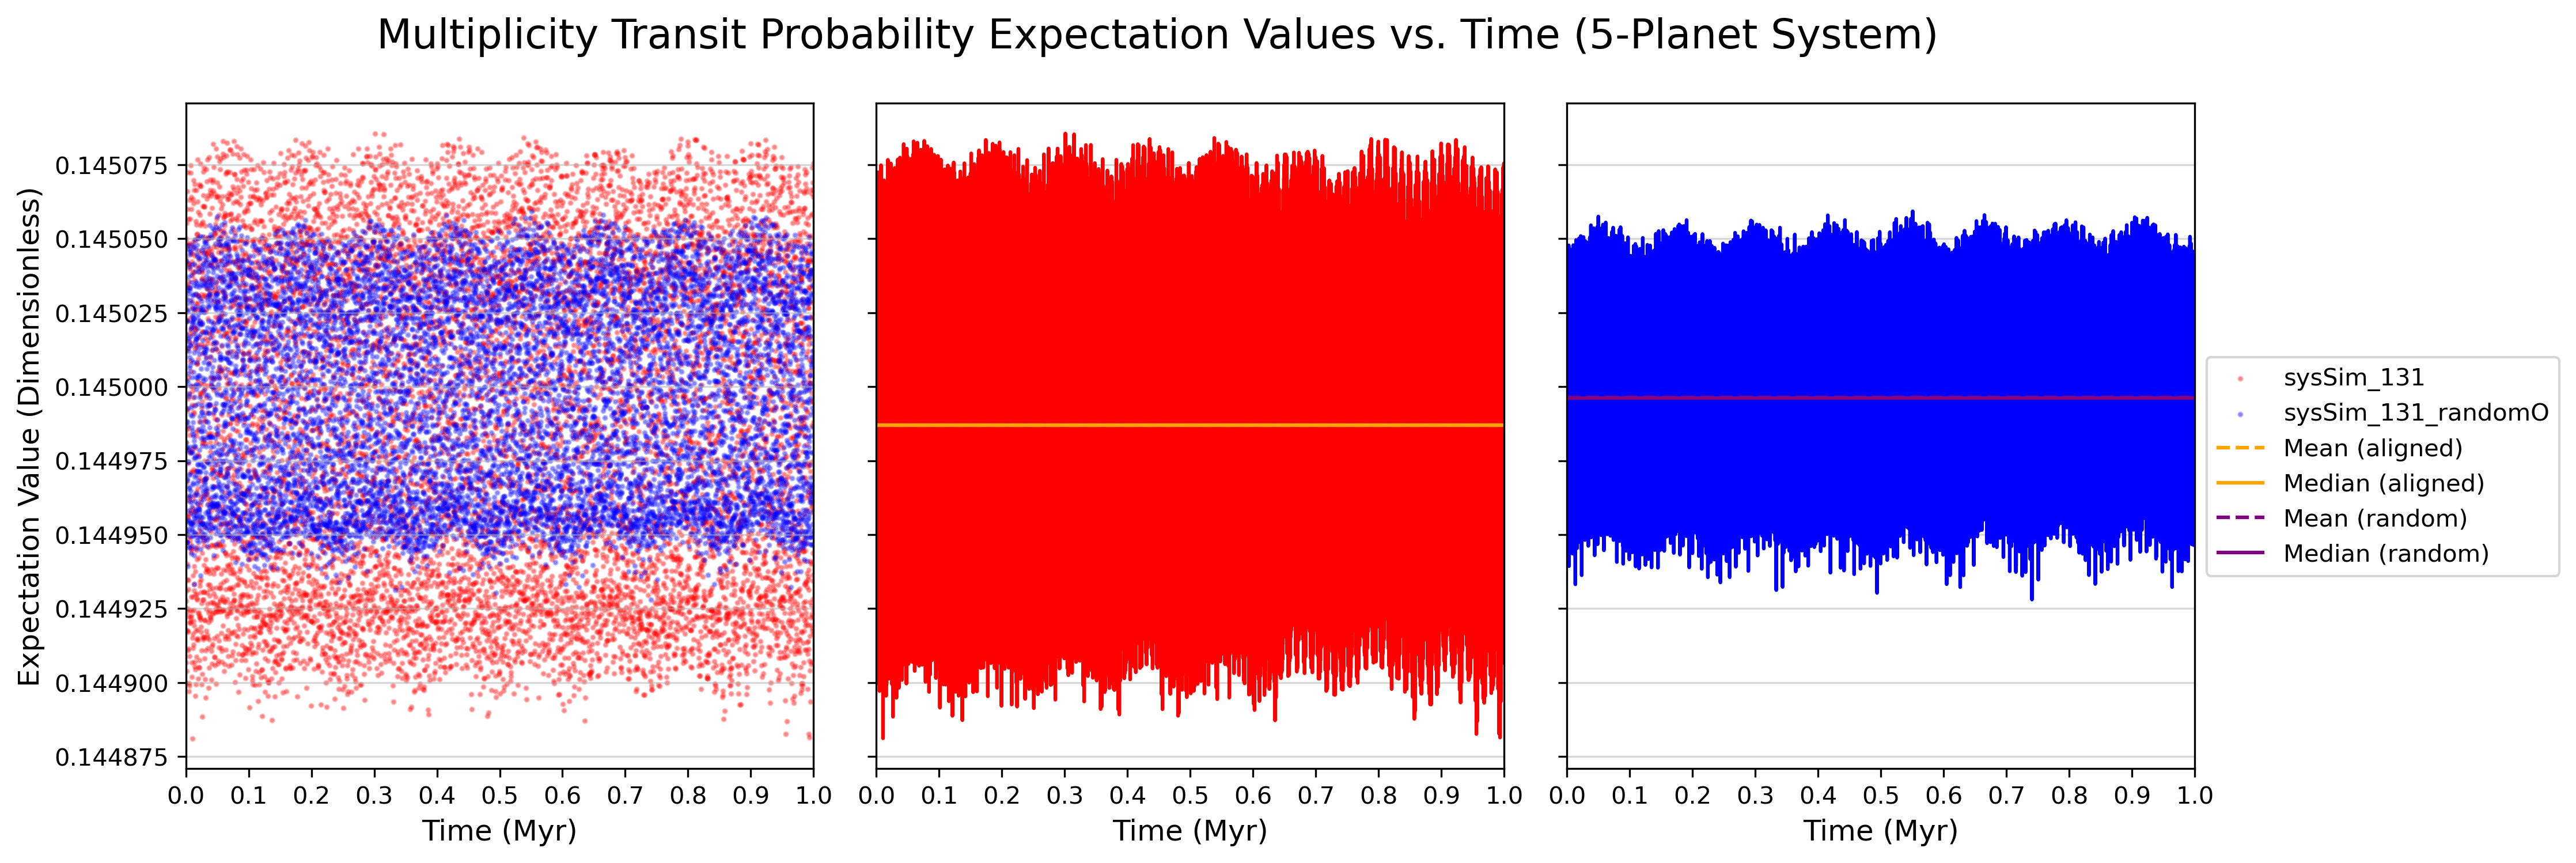 Multiplicity Transit Probability Expectation Values vs. Time (5-Planet System)
Expectation Value (Dimensionless)
0.145075
0.145050
0.145025
0.145000
0.144975
0.144950
0.144925
0.144900
0.144875
0.0 0.1 0.2 0.3 0.4 0.5 0.6 0.7 0.8 0.9 1.0
Time (Myr)
0.0 0.1 0.2 0.3 0.4 0.5 0.6 0.7 0.8 0.9 1.0
Time (Myr)
0.0 0.1 0.2 0.3 0.4 0.5 0.6 0.7 0.8 0.9 1.0
Time (Myr)
sysSim_131
sysSim_131_randomO
Mean (aligned)
Median (aligned)
Mean (random)
Median (random)